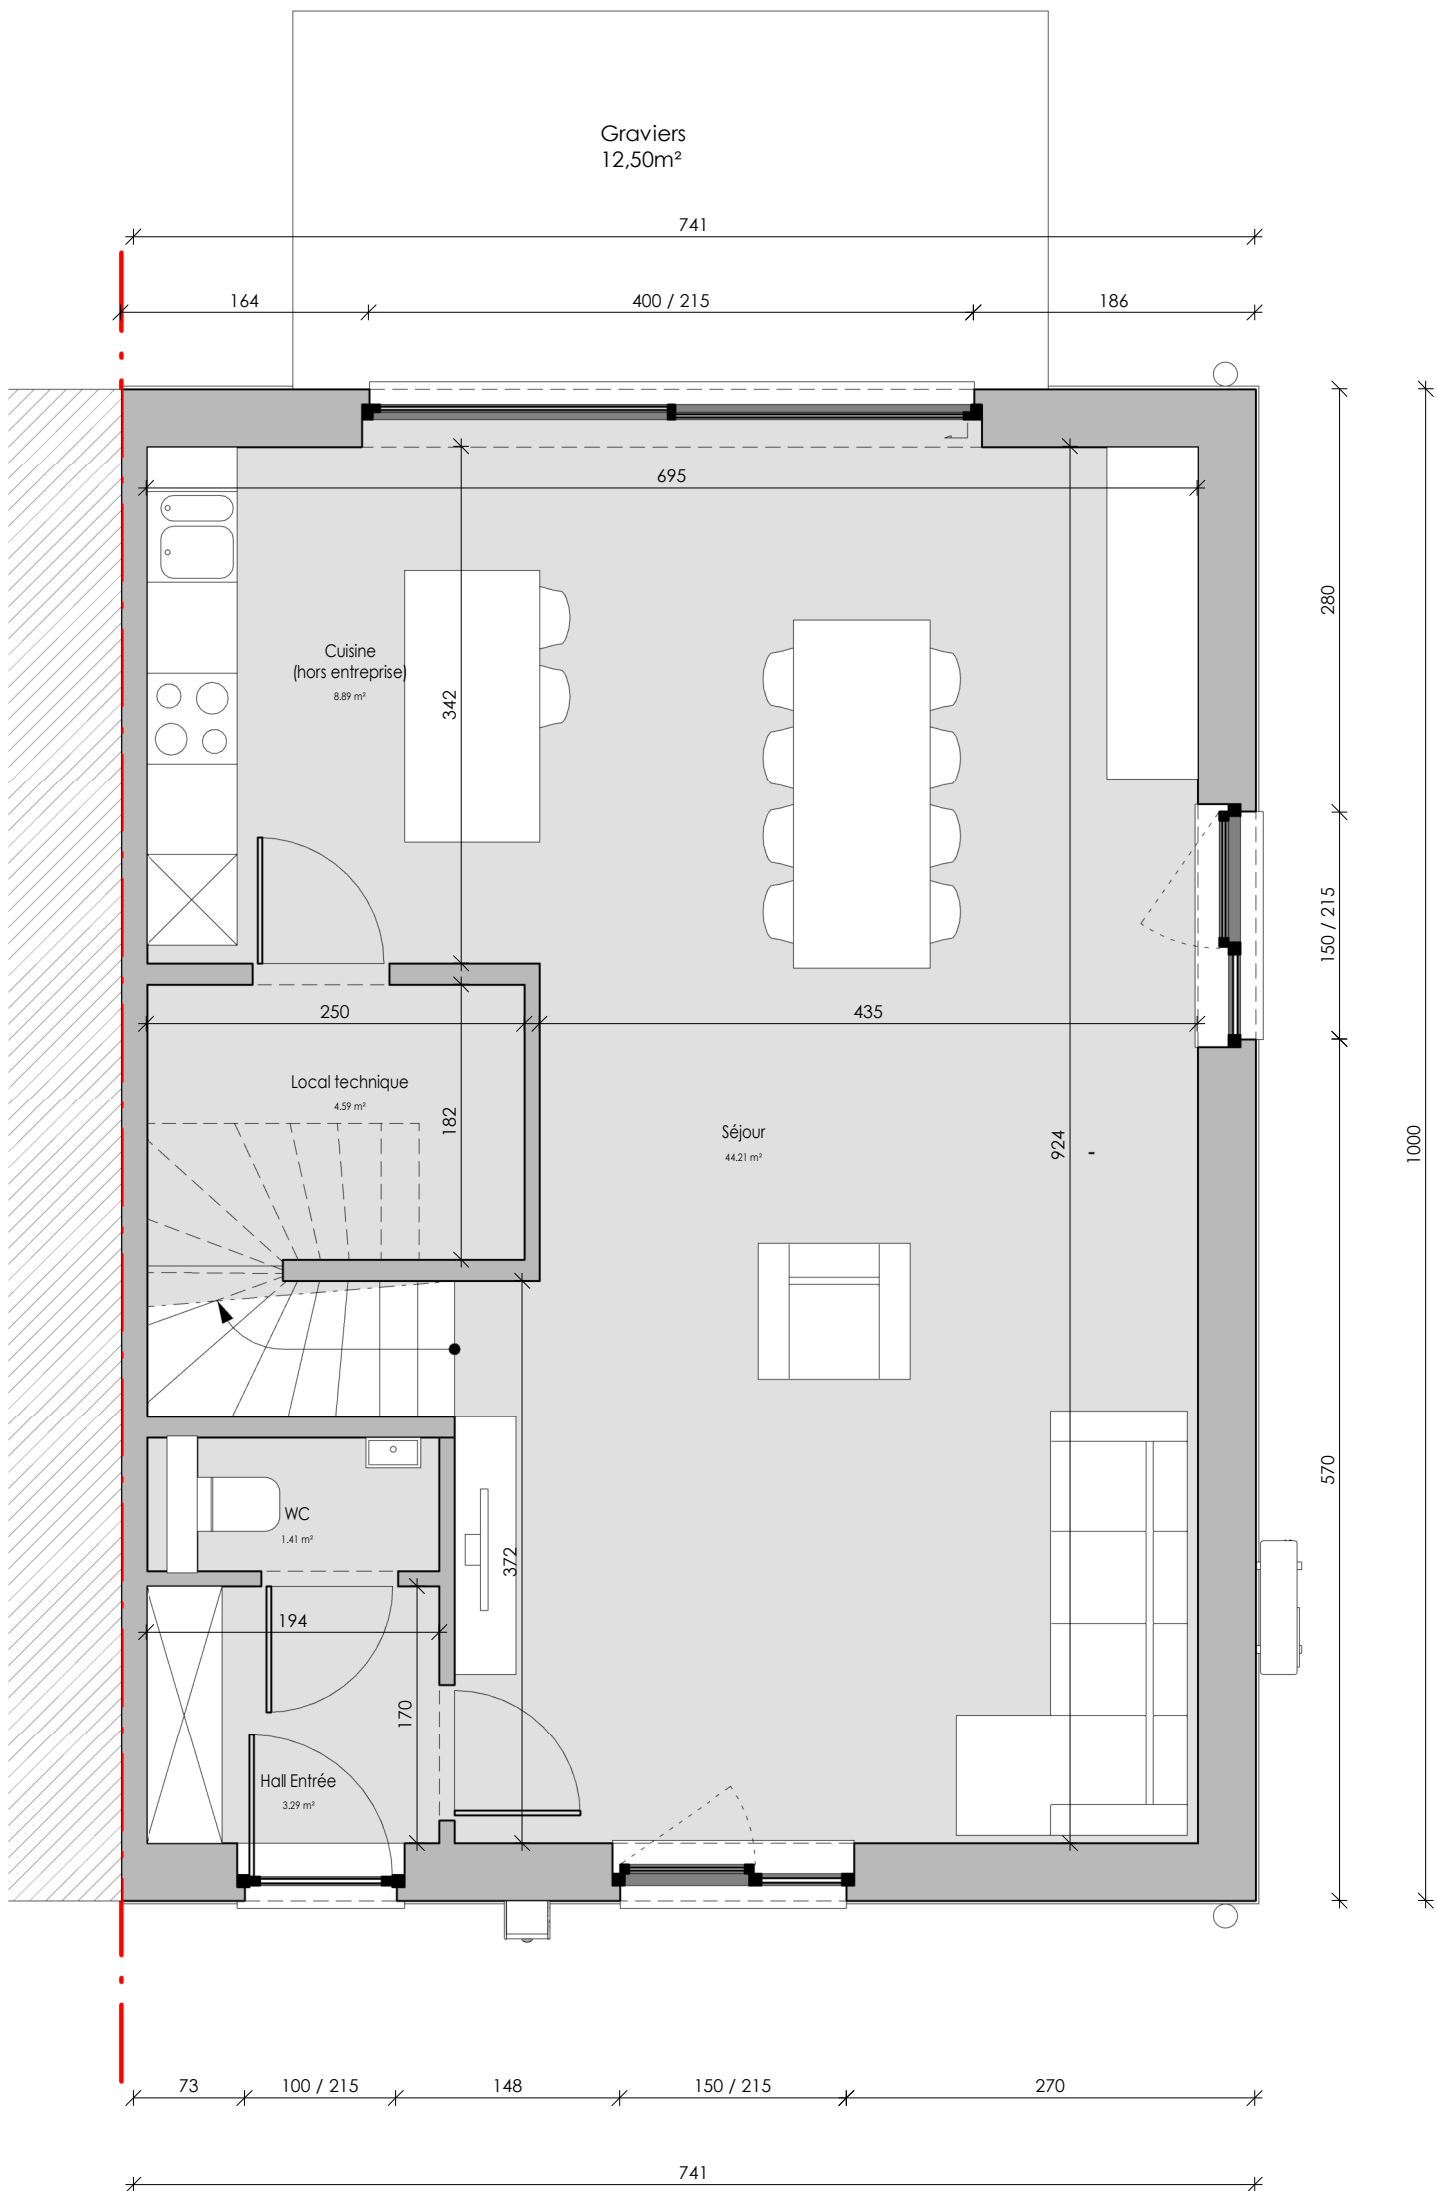 Graviers
12,50m²
741
164
400 / 215
186
695
280
Cuisine
(hors entreprise)
8.89 m²
342
150 / 215
250
435
Local technique
4.59 m²
182
Séjour
44.21 m²
924
-
1000
570
WC
1.41 m²
372
194
170
Hall Entrée
3.29 m²
73
100 / 215
148
150 / 215
270
741